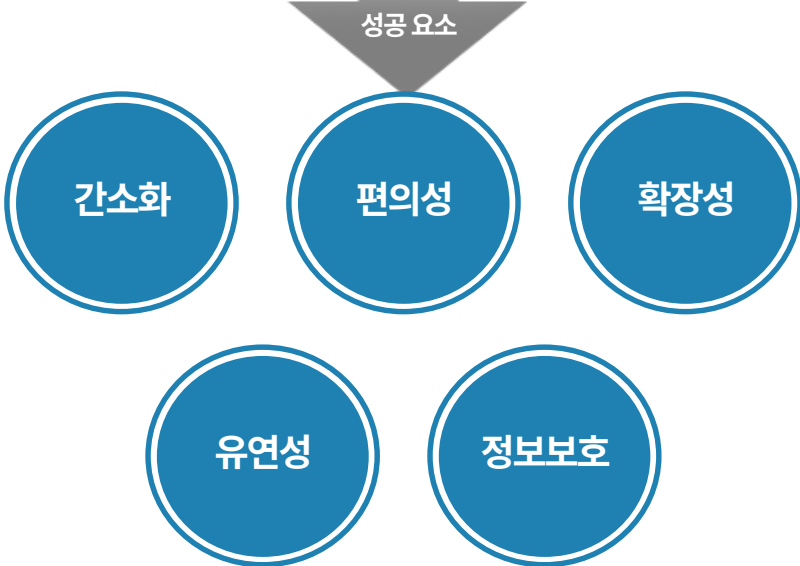 성공 요소
간소화
편의성
확장성
유연성
정보보호